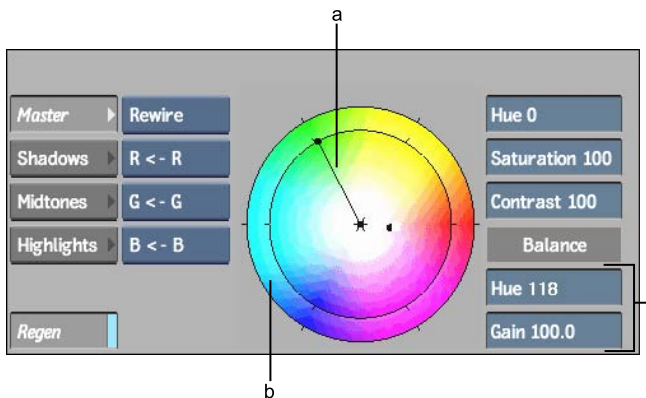 a
Master
Rewire
Hue 0
Shadows
R <- R
Saturation 100
Midtones
G <- G
Contrast 100
Highlights
B <- B
Balance
Hue 118
Regen
Gain 100.0
b